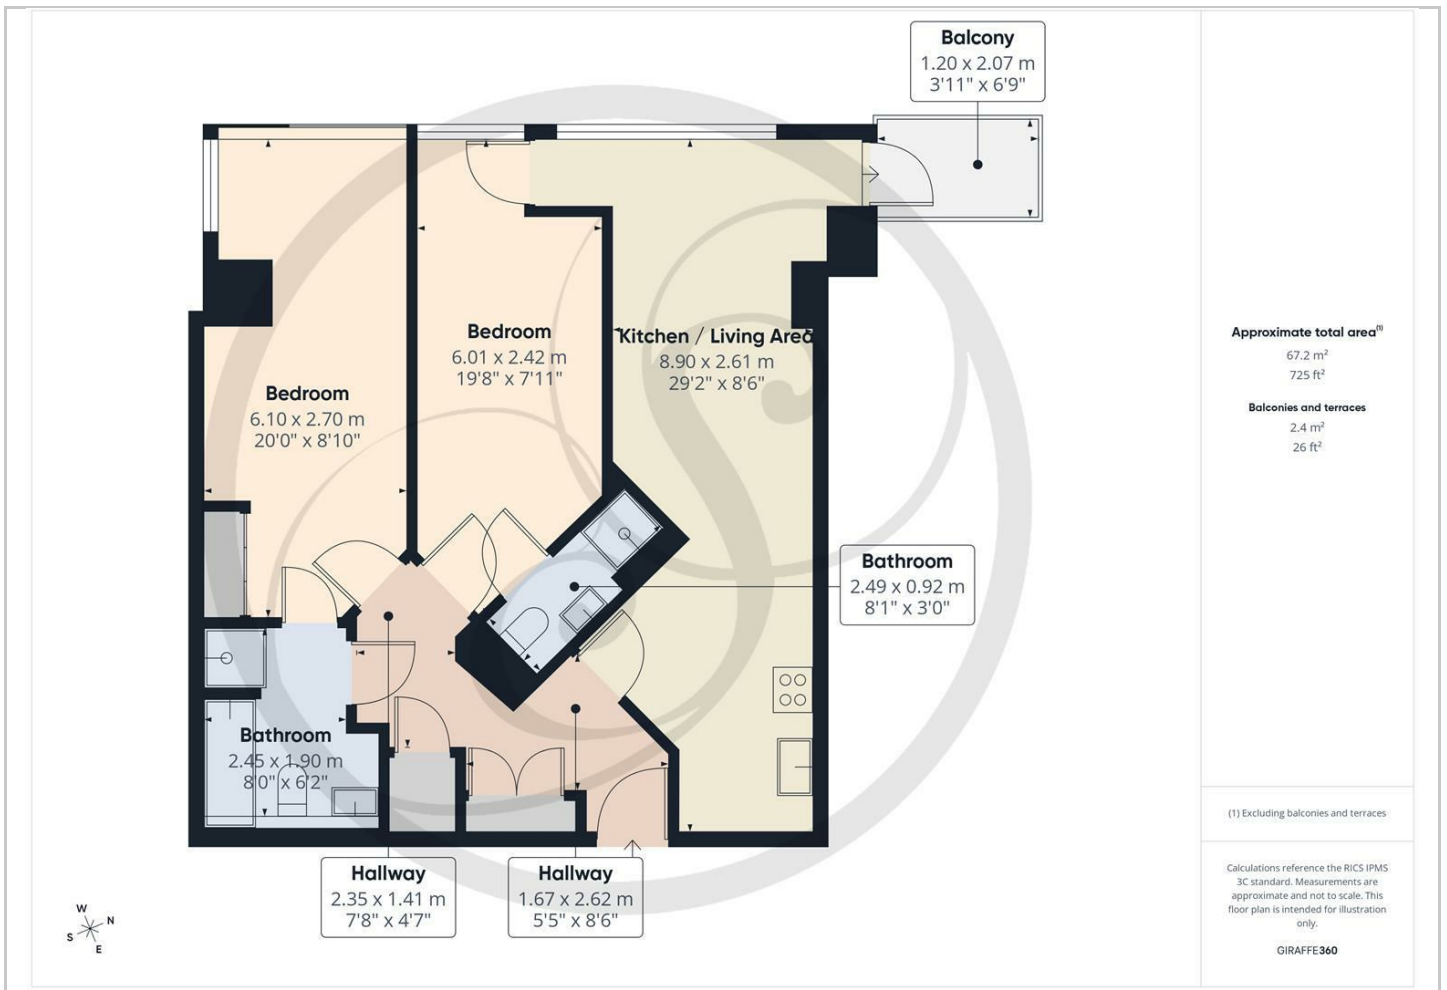 Balcony
1.20 x 2.07 m
3'11" x 6'9"
Bedroom
6.01 x 2.42 m
19'8" x 7'11"
Kitchen / Living Area
8.90 x 2.61 m
29'2" x 8'6"
Bedroom
6.10 x 2.70 m
20'0" x 8'10"
Bathroom
2.49 x 0.92 m
8'1" x 3'0"
Bathroom
2.45 x 1.90 m
8'0" x 6'2"
Hallway
2.35 x 1.41 m
7'8" x 4'7"
Hallway
1.67 x 2.62 m
5'5" x 8'6"
W
N
S
E
Approximate total area(1)
67.2 m²
725 ft²
Balconies and terraces
2.4 m²
26 ft²
(1) Excluding balconies and terraces
Calculations reference the RICS IPMS
3C standard. Measurements are
approximate and not to scale. This
floor plan is intended for illustration
only.
GIRAFFE360